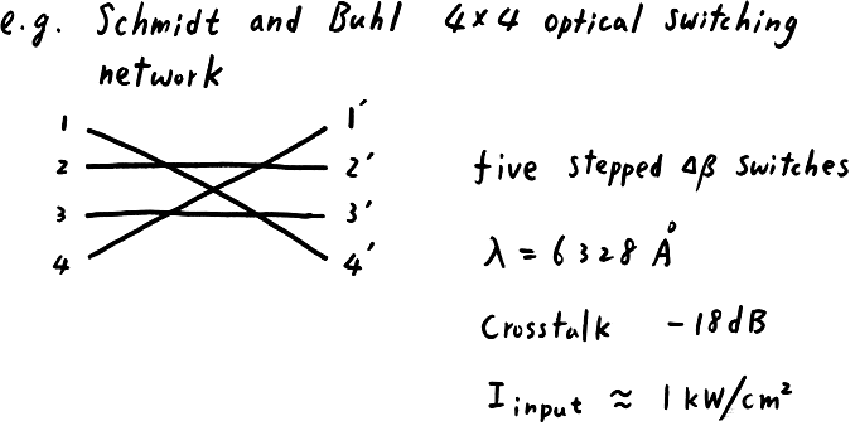 e.g. Schmidt and Buhl 4×4 optical switching
network
1 1′
2 2′
3 3′
4 4′
five stepped Δβ switches
λ = 6328 Å
Crosstalk -18dB
I input ≈ 1 kW/cm²